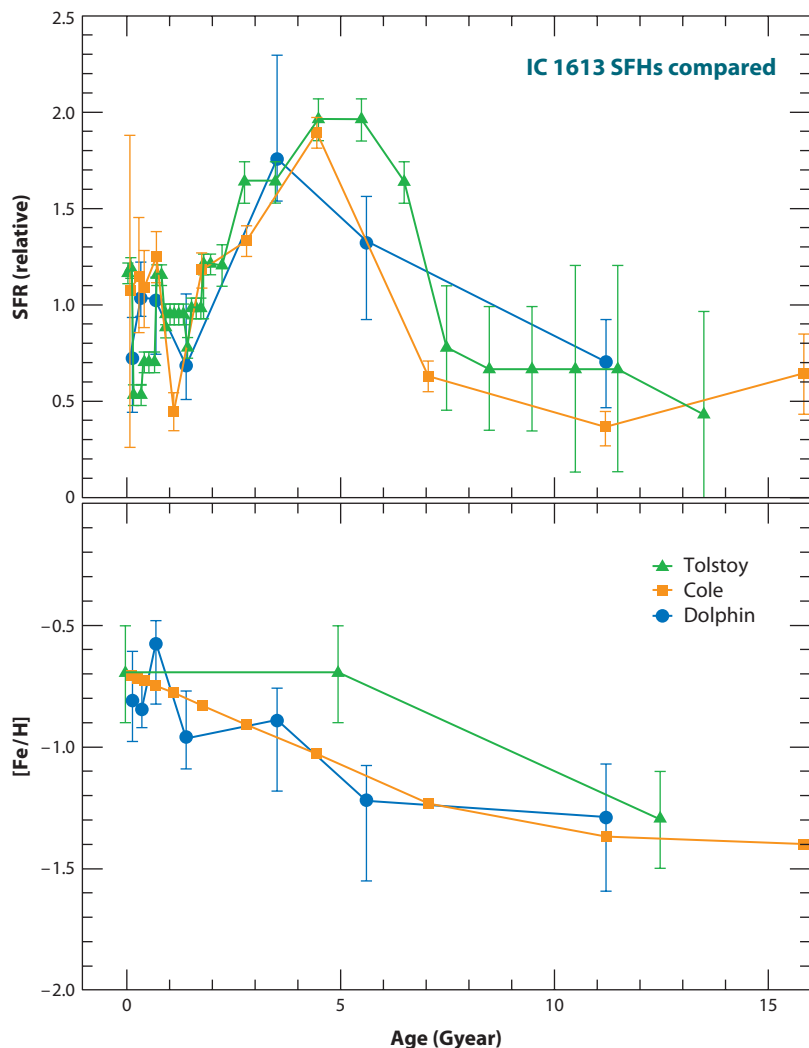 IC 1613 SFHs compared
2.5
2.0
1.5
1.0
0.5
0
SFR (relative)
Tolstoy
Cole
Dolphin
−0.5
−1.0
−1.5
−2.0
[Fe/H]
0 5 10 15
Age (Gyear)